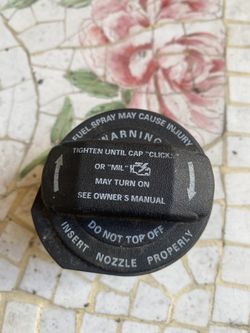 FUEL SPRAY MAY CAUSE INJURY
WARNING
TIGHTEN UNTIL CAP "CLICKS"
OR "MIL"
MAY TURN ON
SEE OWNER'S MANUAL
DO NOT TOP OFF
INSERT NOZZLE PROPERLY